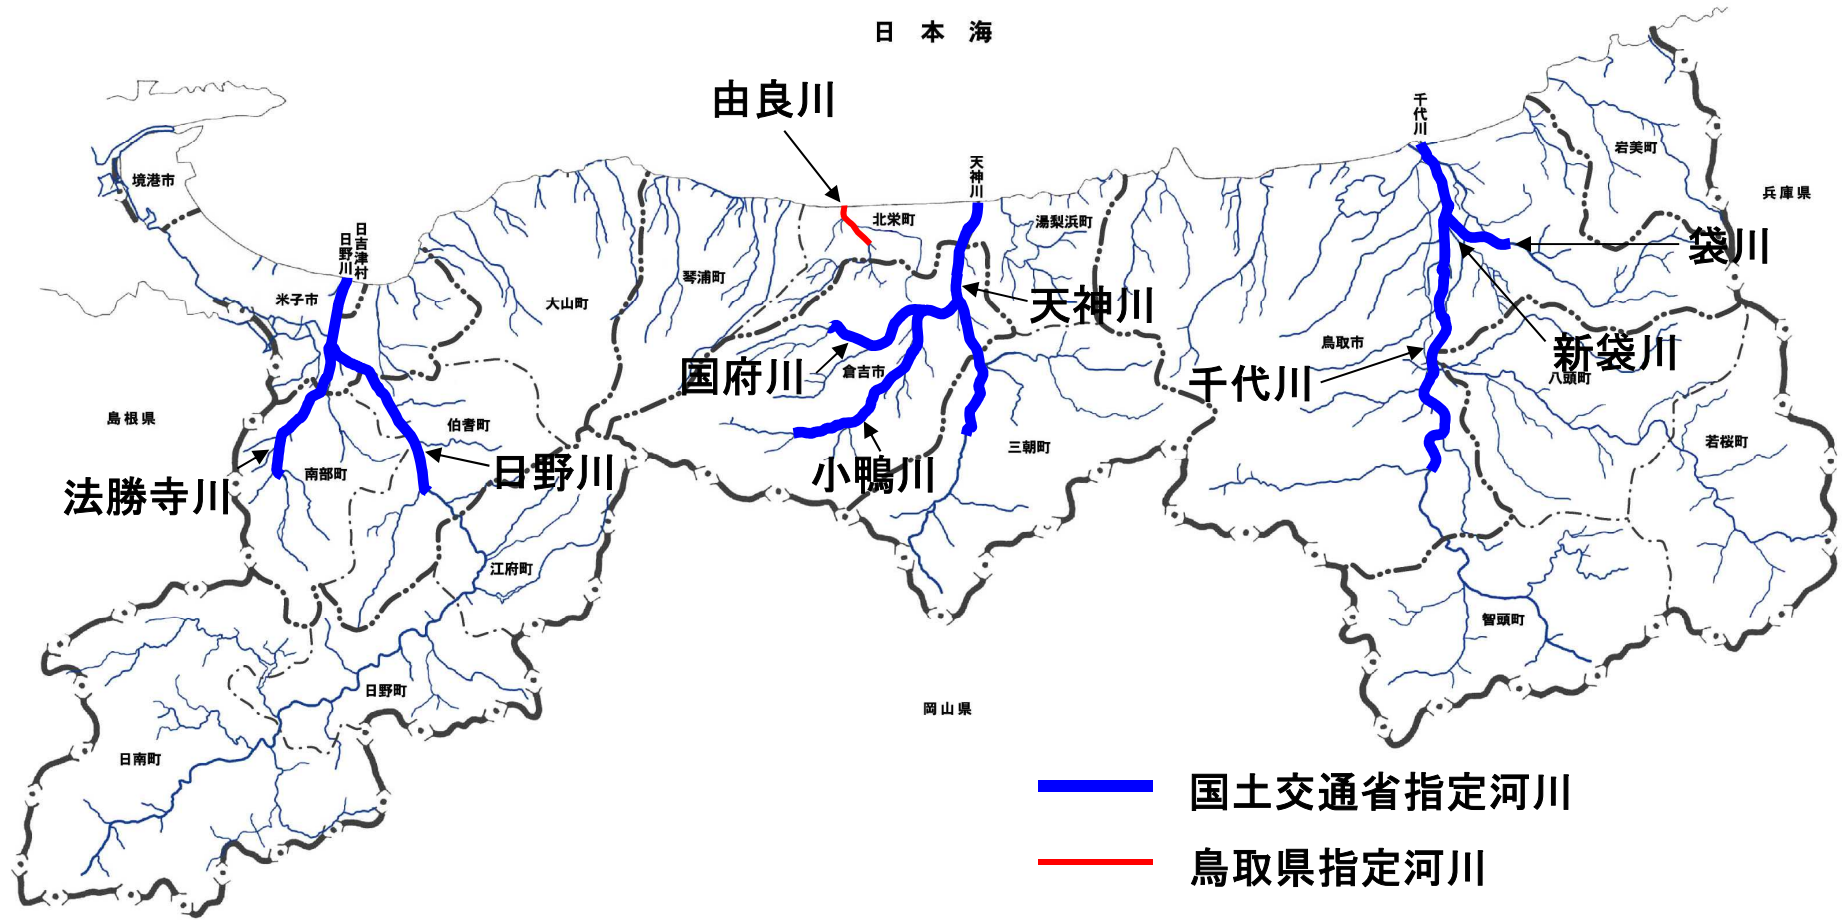 日本海
由良川
千代川
天神川
岩美町
境港市
兵庫県
北栄町
湯梨浜町
日吉津村
日野川
袋川
琴浦町
米子市
大山町
天神川
鳥取市
新袋川
国府川
倉吉市
千代川
八頭町
島根県
伯耆町
若桜町
三朝町
日野川
小鴨川
南部町
法勝寺川
江府町
智頭町
日野町
岡山県
日南町
国土交通省指定河川
鳥取県指定河川